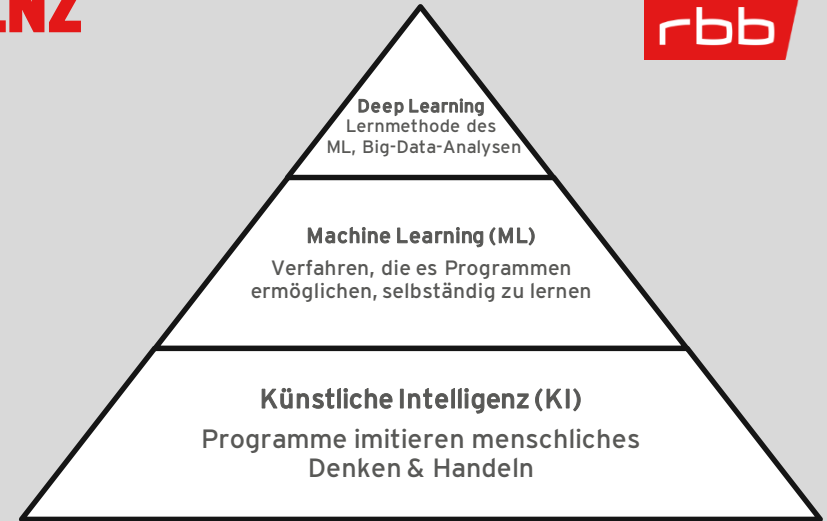 LNZ
rbb
Deep Learning
Lernmethode des
ML, Big-Data-Analysen
Machine Learning (ML)
Verfahren, die es Programmen
ermöglichen, selbständig zu lernen
Künstliche Intelligenz (KI)
Programme imitieren menschliches
Denken & Handeln